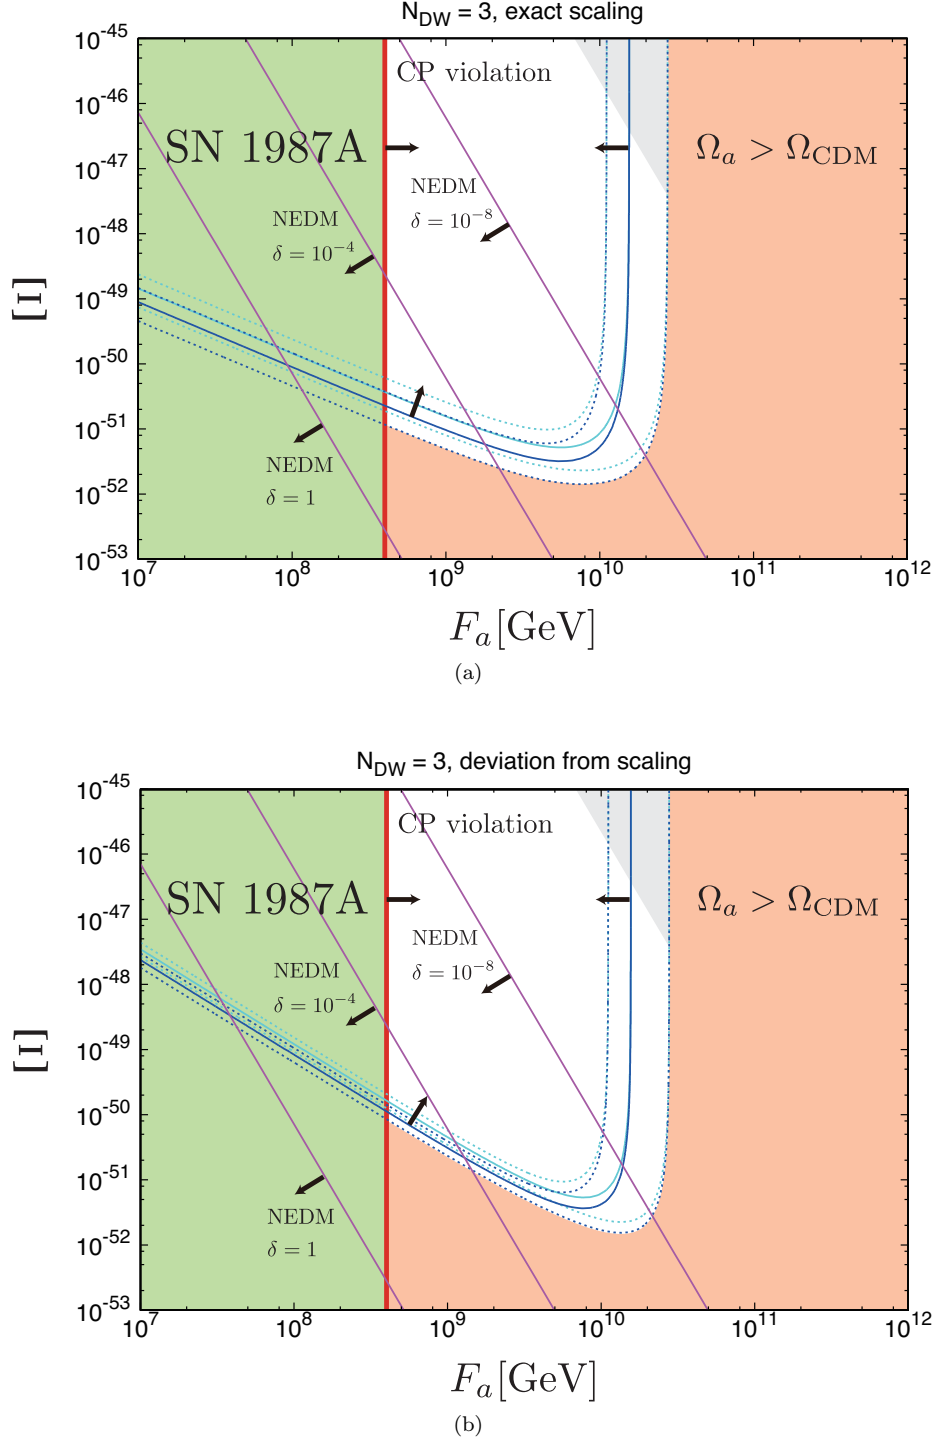 N_DW = 3, exact scaling
10^-45
CP violation
10^-46
SN 1987A
Ω_a > Ω_CDM
10^-47
NEDM
δ = 10^-8
NEDM
δ = 10^-4
10^-48
10^-49
Ξ
10^-50
10^-51
NEDM
δ = 1
10^-52
10^-53
10^7 10^8 10^9 10^10 10^11 10^12
F_a[GeV]
(a)
N_DW = 3, deviation from scaling
10^-45
CP violation
10^-46
SN 1987A
Ω_a > Ω_CDM
10^-47
NEDM
δ = 10^-8
NEDM
δ = 10^-4
10^-48
10^-49
Ξ
10^-50
10^-51
NEDM
δ = 1
10^-52
10^-53
10^7 10^8 10^9 10^10 10^11 10^12
F_a[GeV]
(b)